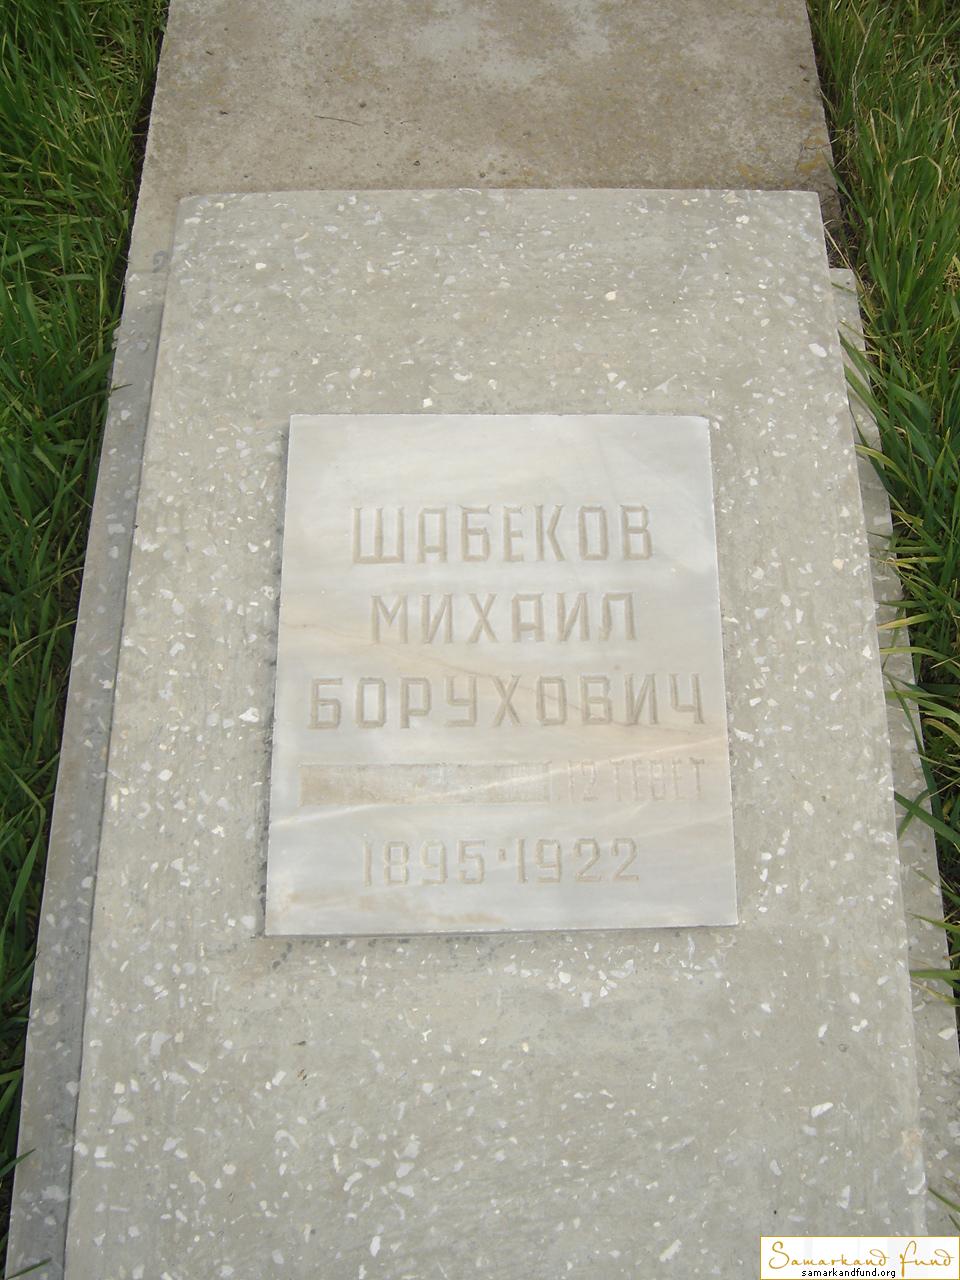 ШАБЕКОВ
МИХАИЛ
БОРУХОВИЧ
12 ТЕВЕТ
1895·1922
Samarkand fund
samarkandfund.org